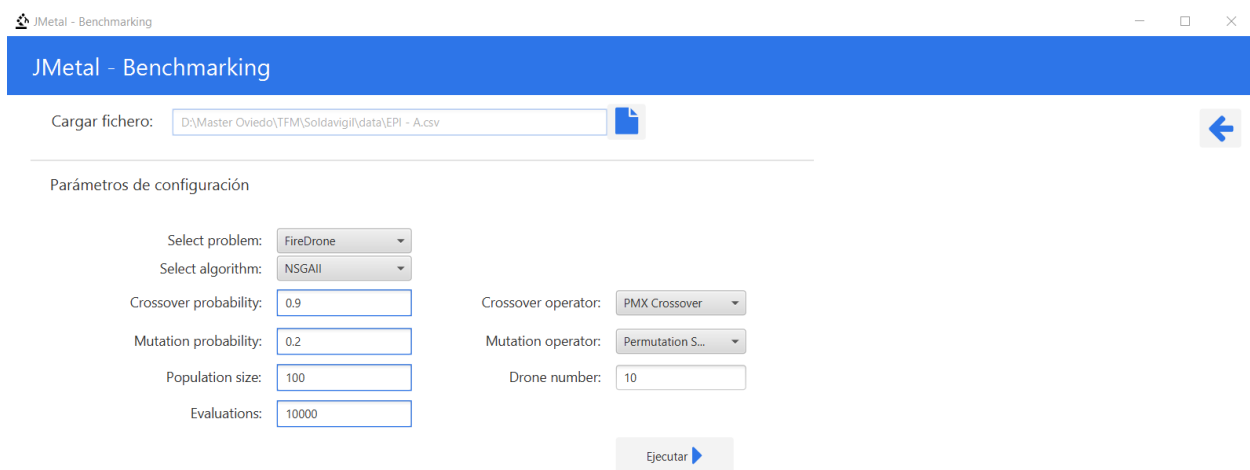 JMetal - Benchmarking
JMetal - Benchmarking
Cargar fichero: D:\Master Oviedo\TFM\Soldavigil\data\EPI - A.csv
Parámetros de configuración
Select problem: FireDrone
Select algorithm: NSGAII
Crossover probability: 0.9 Crossover operator: PMX Crossover
Mutation probability: 0.2 Mutation operator: Permutation S...
Population size: 100 Drone number: 10
Evaluations: 10000
Ejecutar